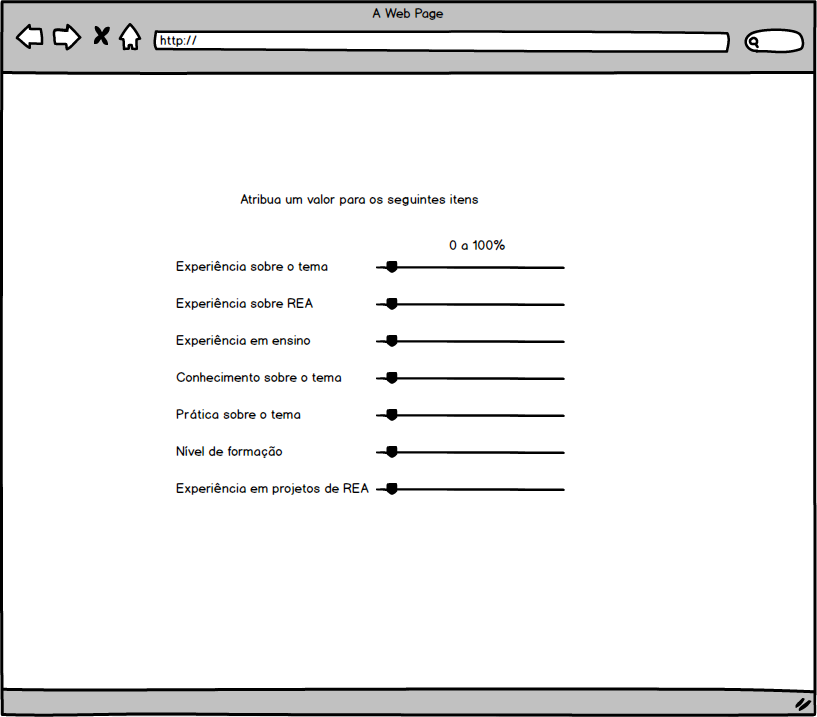 A Web Page
http://
Atribua um valor para os seguintes itens
0 a 100%
Experiência sobre o tema
Experiência sobre REA
Experiência em ensino
Conhecimento sobre o tema
Prática sobre o tema
Nível de formação
Experiência em projetos de REA